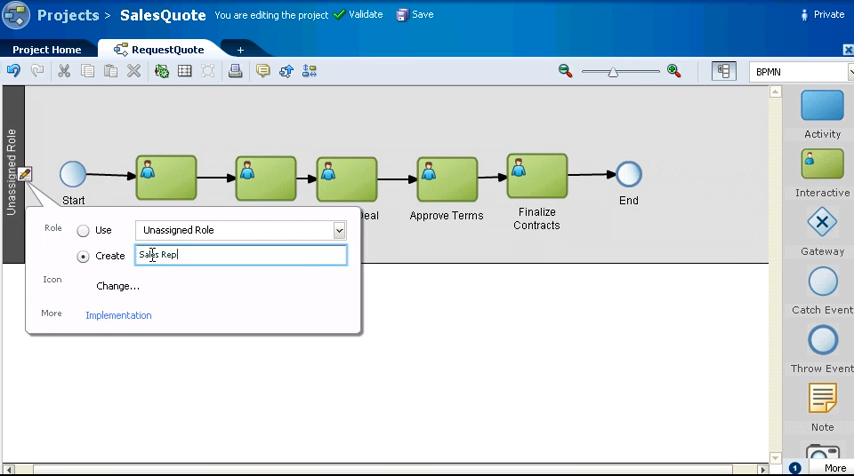 Projects > SalesQuote You are editing the project Validate Save Private
Project Home RequestQuote +
BPMN
Unassigned Role
Start
Deal
Approve Terms
Finalize
Contracts
End
Role Use Unassigned Role
Create Sales Rep
Icon Change...
More Implementation
Activity
Interactive
Gateway
Catch Event
Throw Event
Note
1 More